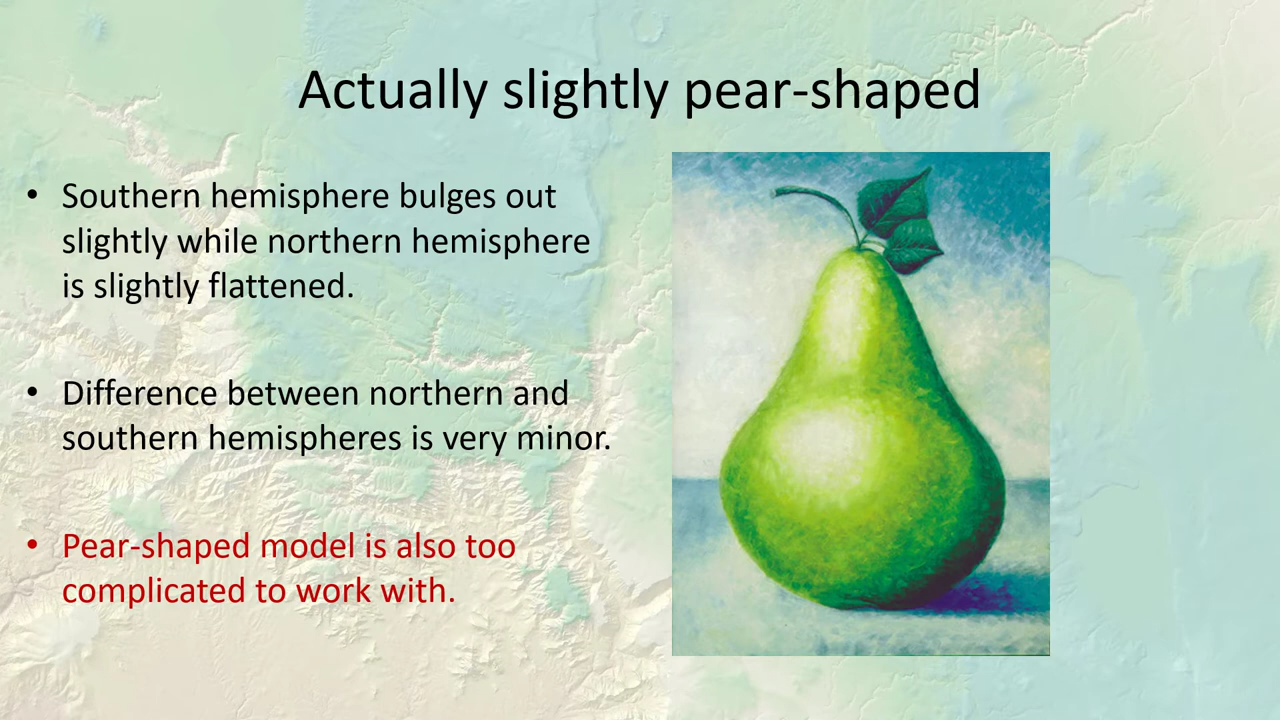 Actually slightly pear-shaped
• Southern hemisphere bulges out
slightly while northern hemisphere
is slightly flattened.
• Difference between northern and
southern hemispheres is very minor.
• Pear-shaped model is also too
complicated to work with.